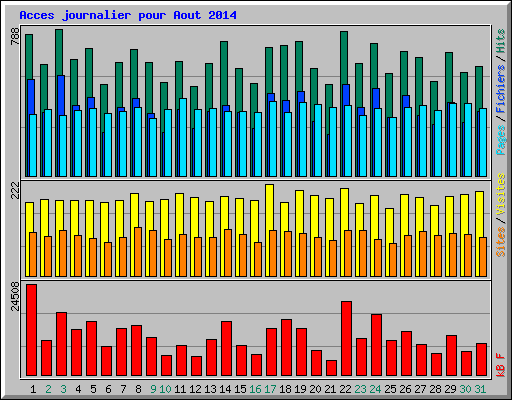 Acces journalier pour Aout 2014
788
Pages / Fichiers / Hits
222
Sites / Visites
24508
kB F
1 2 3 4 5 6 7 8 9 10 11 12 13 14 15 16 17 18 19 20 21 22 23 24 25 26 27 28 29 30 31